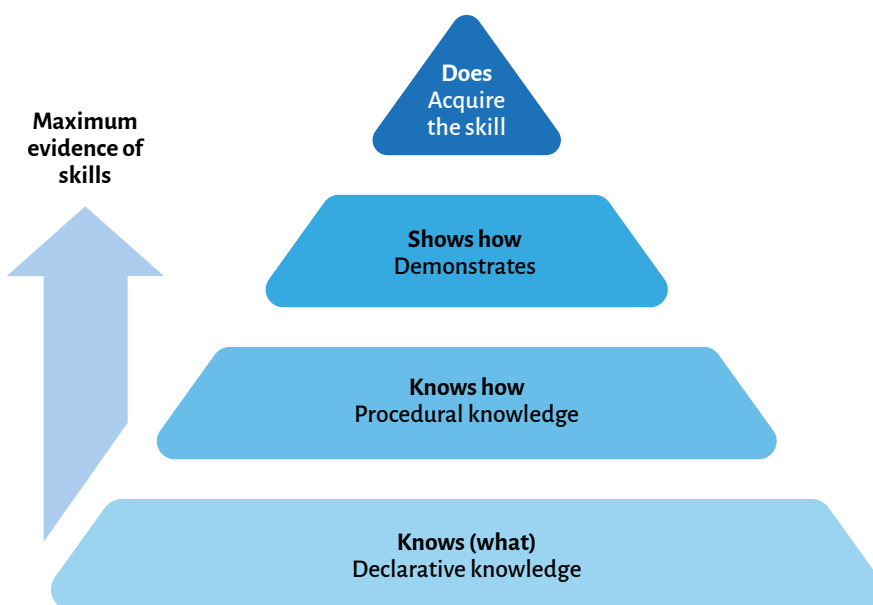 Does
Acquire
the skill
Maximum
evidence of
skills
Shows how
Demonstrates
Knows how
Procedural knowledge
Knows (what)
Declarative knowledge